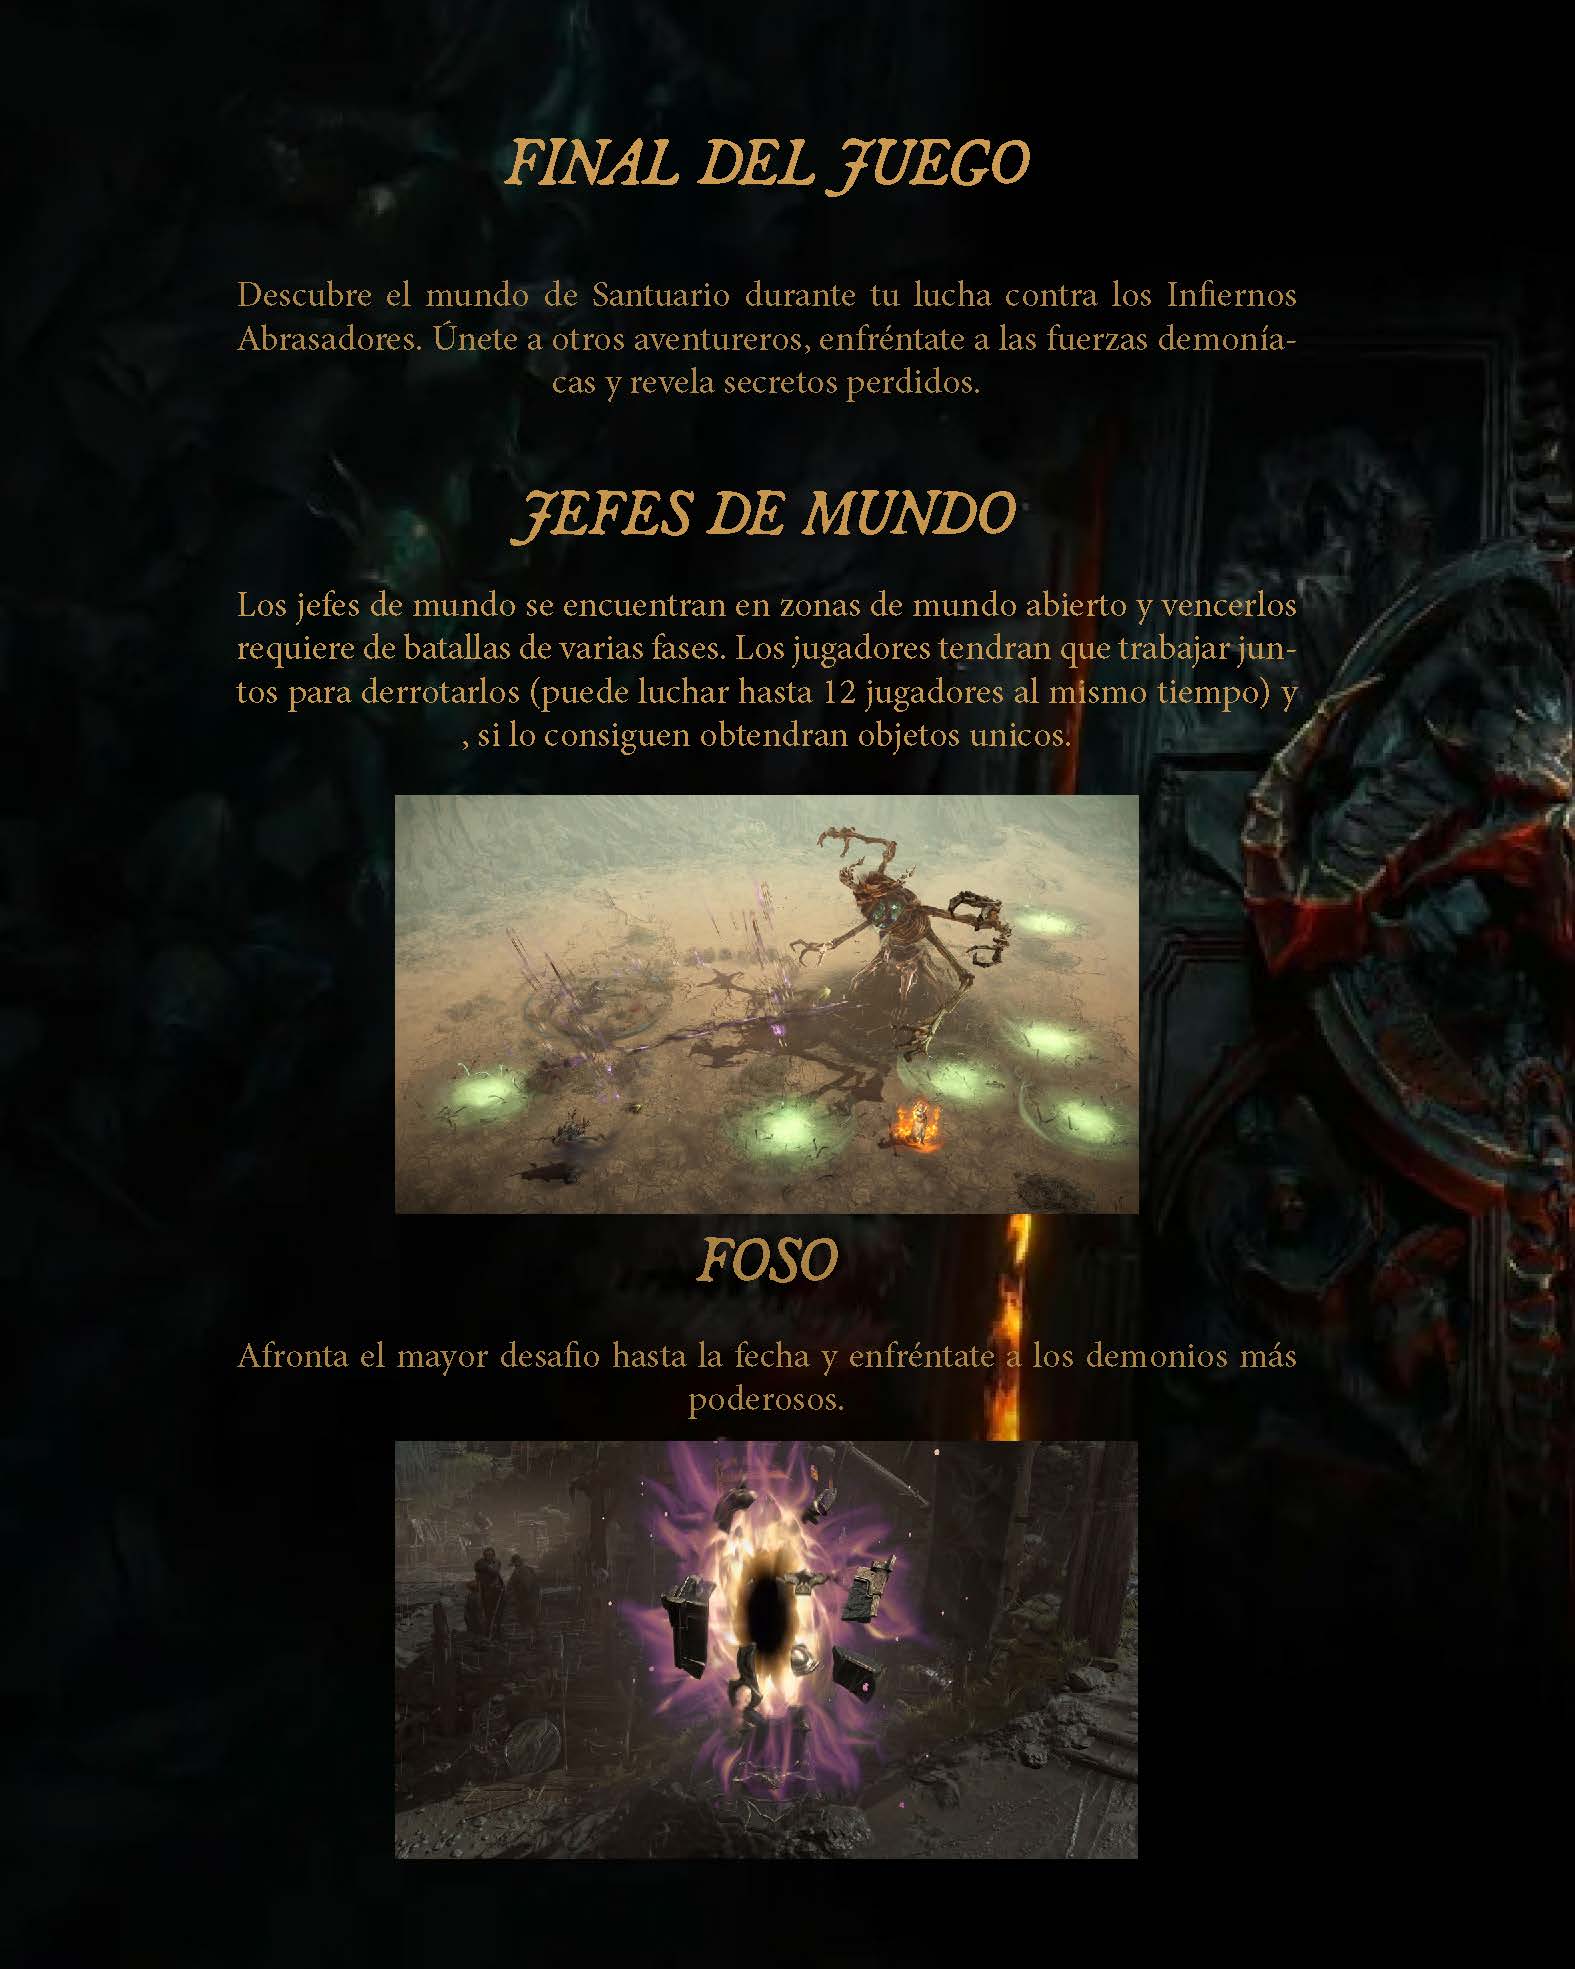 FINAL DEL JUEGO
Descubre el mundo de Santuario durante tu lucha contra los Infiernos
Abrasadores. Únete a otros aventureros, enfréntate a las fuerzas demonía-
cas y revela secretos perdidos.
JEFES DE MUNDO
Los jefes de mundo se encuentran en zonas de mundo abierto y vencerlos
requiere de batallas de varias fases. Los jugadores tendran que trabajar jun-
tos para derrotarlos (puede luchar hasta 12 jugadores al mismo tiempo) y
, si lo consiguen obtendran objetos unicos.
FOSO
Afronta el mayor desafio hasta la fecha y enfréntate a los demonios más
poderosos.